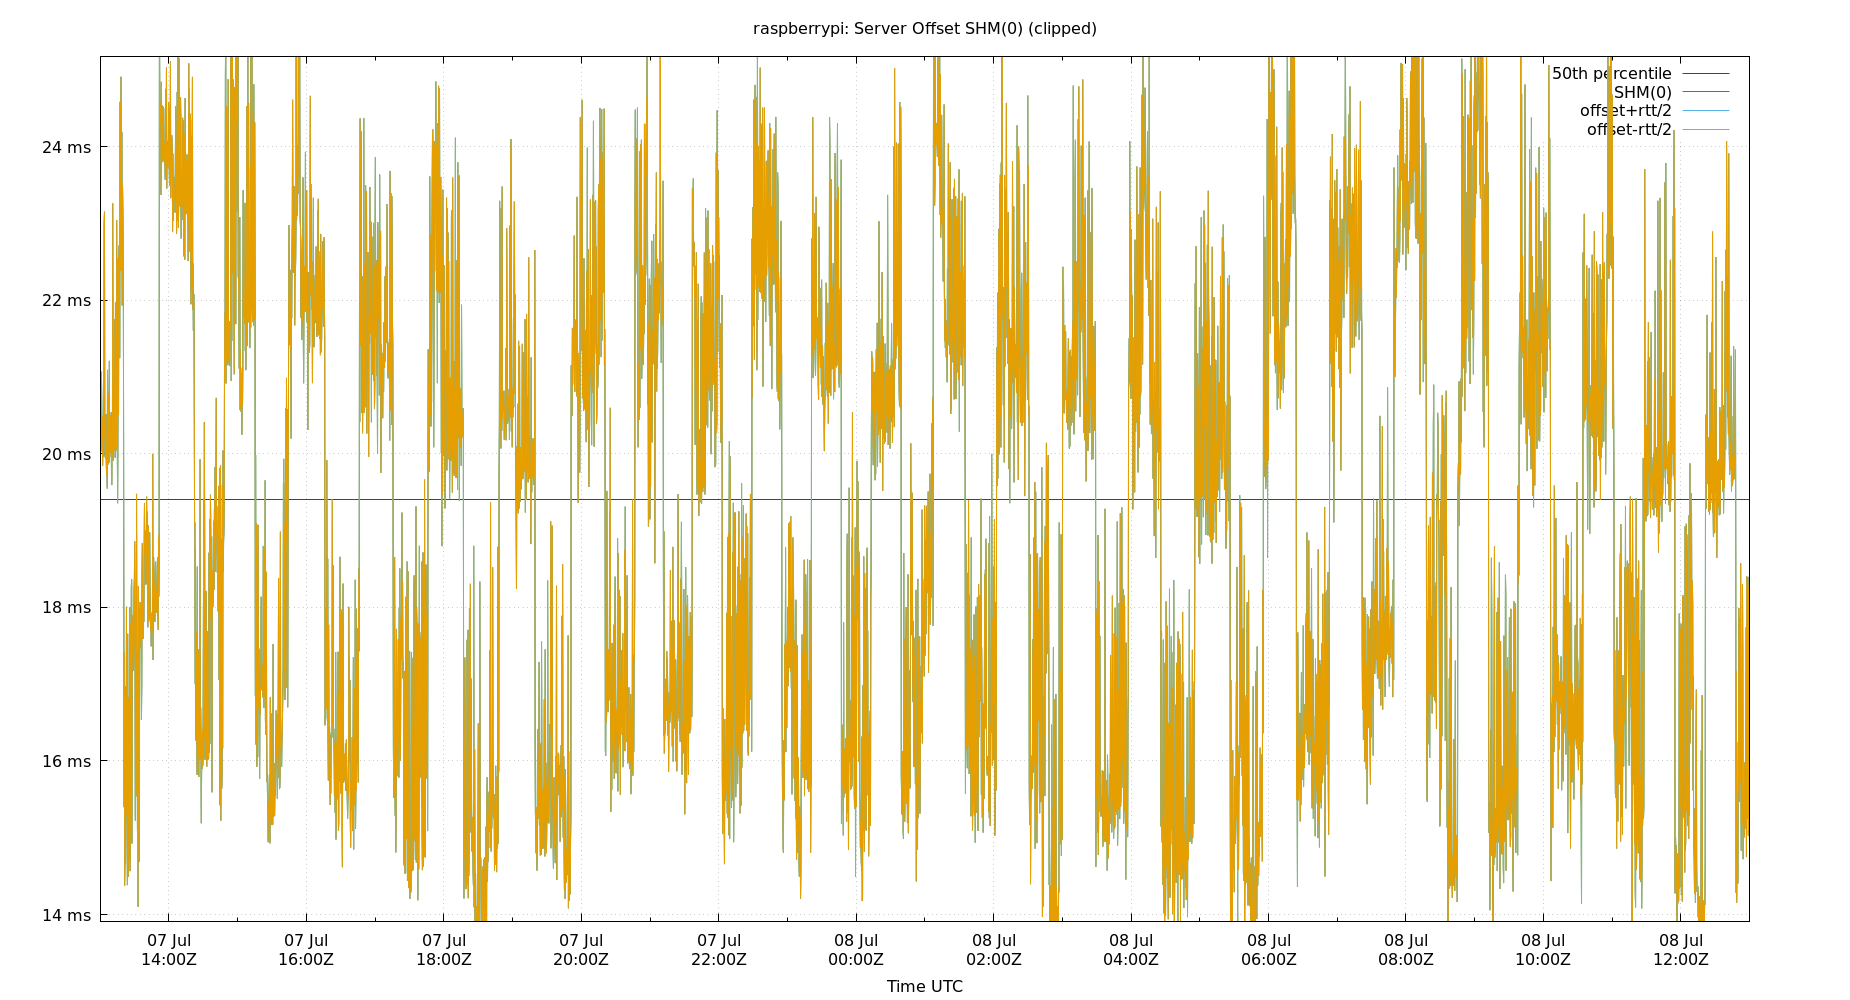 raspberrypi: Server Offset SHM(0) (clipped)
50th percentile
SHM(0)
offset+rtt/2
offset-rtt/2
24 ms
22 ms
20 ms
18 ms
16 ms
14 ms
07 Jul 07 Jul 07 Jul 07 Jul 07 Jul 08 Jul 08 Jul 08 Jul 08 Jul 08 Jul 08 Jul 08 Jul
14:00Z 16:00Z 18:00Z 20:00Z 22:00Z 00:00Z 02:00Z 04:00Z 06:00Z 08:00Z 10:00Z 12:00Z
Time UTC